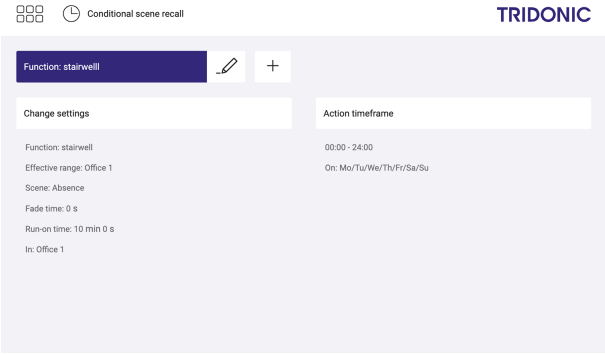 Conditional scene recall
TRIDONIC
Function: stairwelll
Change settings
Function: stairwell
Effective range: Office 1
Scene: Absence
Fade time: 0 s
Run-on time: 10 min 0 s
In: Office 1
Action timeframe
00:00 - 24:00
On: Mo/Tu/We/Th/Fr/Sa/Su